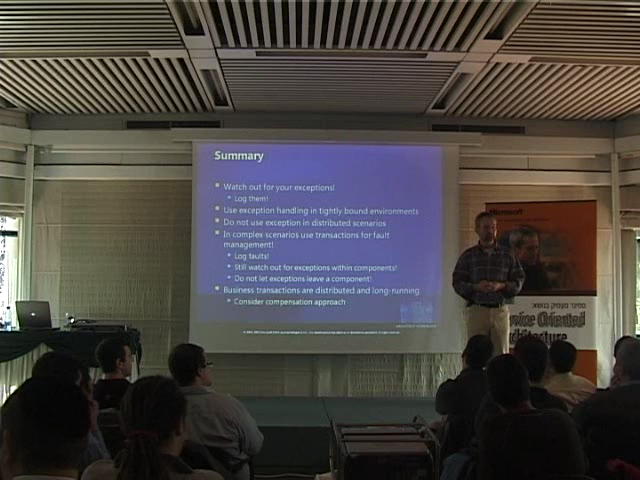 Summary
Watch out for your exceptions!
Log them!
Use exception handling in tightly bound environments
Do not use exception in distributed scenarios
In complex scenarios use transactions for fault
management!
Log faults!
Still watch out for exceptions within components!
Do not let exceptions leave a component!
Business transactions are distributed and long-running
Consider compensation approach
Microsoft
Oriented